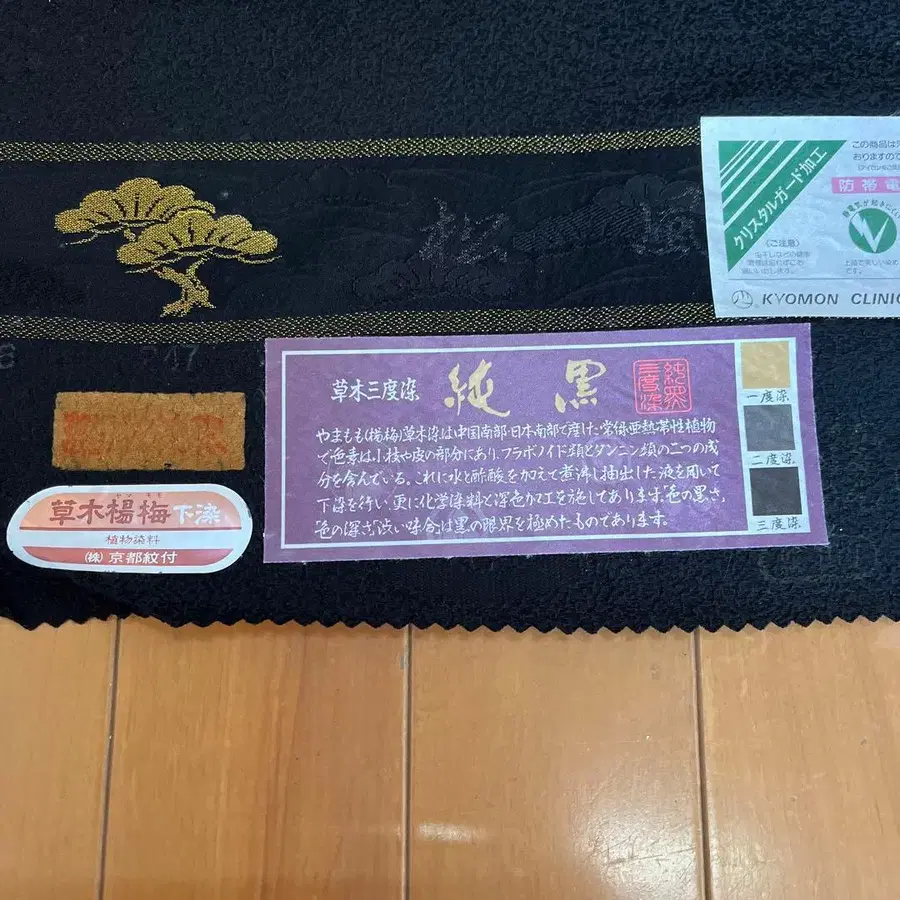 松
クリスタルガード加工
この商品は
おりますので
防帯電
〈ご注意〉
KYOMON CLINIC
47
草木三度染 純黒
純黒
三度染
やまもも(楊梅)草木染は中国南部・日本南部で産した常緑亜熱帯性植物
で色素は小枝や皮の部分にあり、フラボノイド類とタンニン類の二つの成
分を含んでいる。これに水と酢酸を加えて煮沸し抽出した液を用いて
下染を行い、更に化学染料と深色加工を施してあります。色の黒さ、
色の深さ、渋い味合は黒の限界を極めたものであります。
一度染
二度染
三度染
草木楊梅下染
植物染料
(株)京都紋付